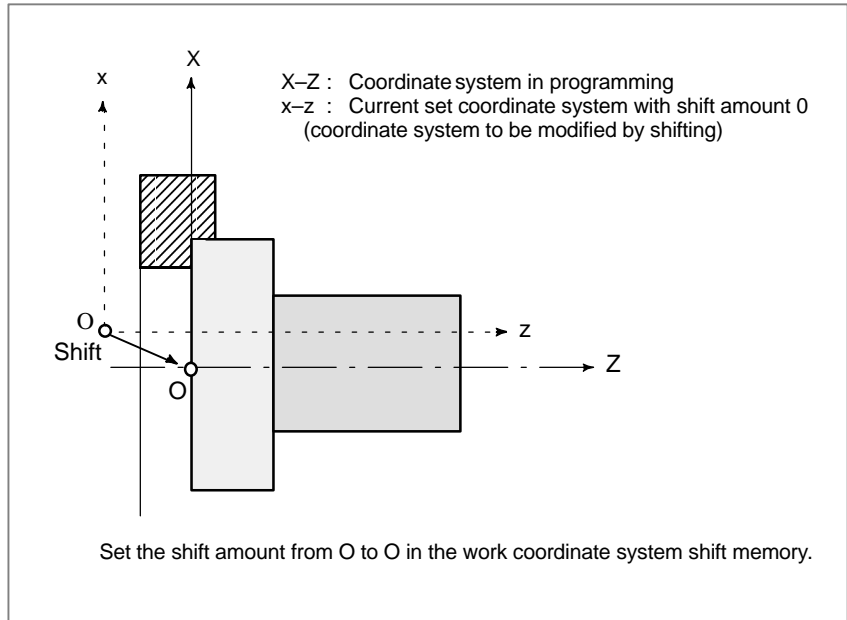 X
x
X–Z : Coordinate system in programming
x–z : Current set coordinate system with shift amount 0
(coordinate system to be modified by shifting)
O
z
Shift
Z
O
Set the shift amount from O to O in the work coordinate system shift memory.